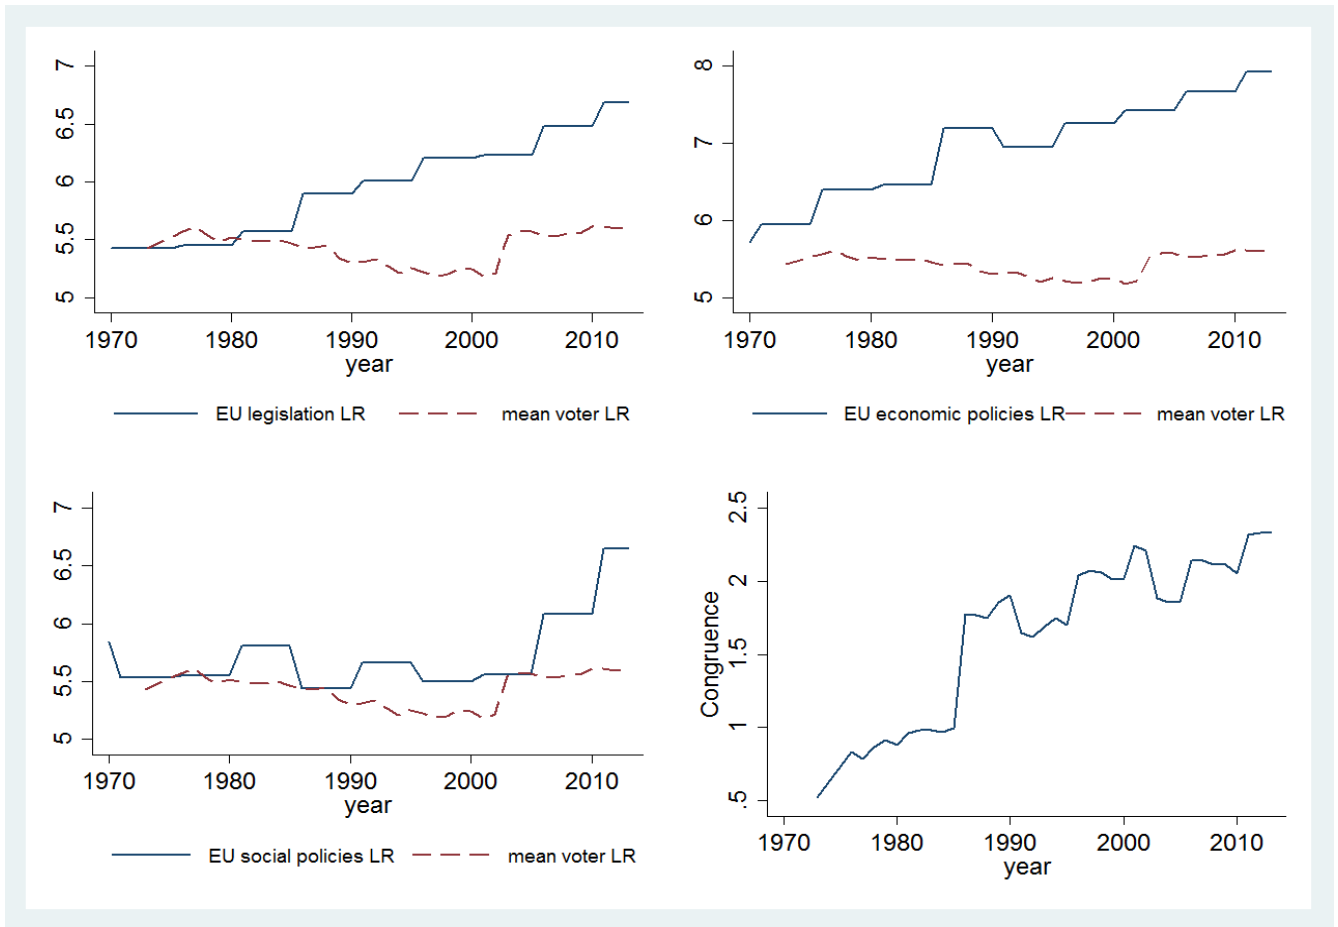 7
6.5
6
5.5
5
1970 1980 1990 2000 2010
year
EU legislation LR mean voter LR
8
7
6
5
1970 1980 1990 2000 2010
year
EU economic policies LR mean voter LR
7
6.5
6
5.5
5
1970 1980 1990 2000 2010
year
EU social policies LR mean voter LR
Congruence
2.5
2
1.5
1
.5
1970 1980 1990 2000 2010
year